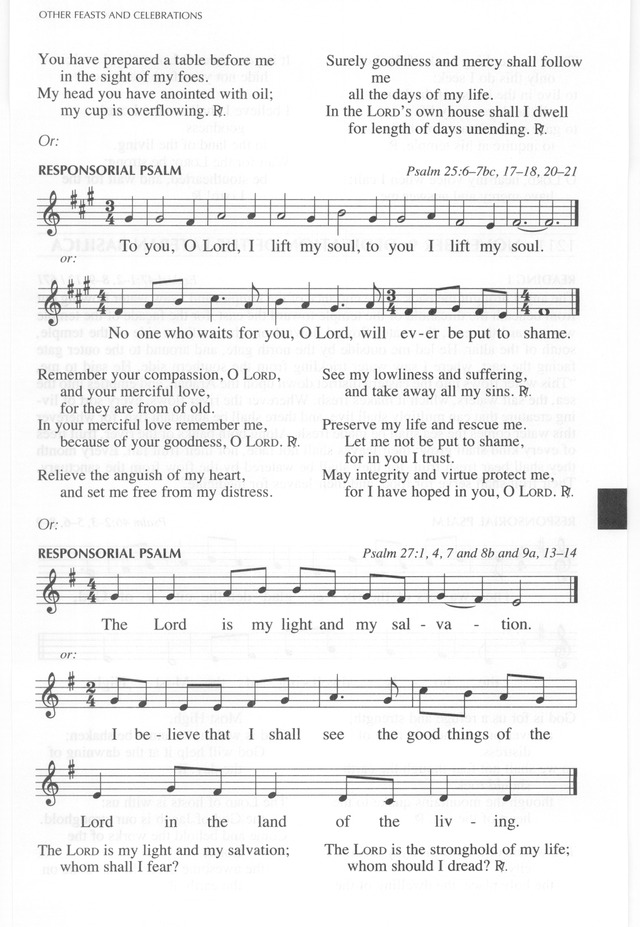 OTHER FEASTS AND CELEBRATIONS
You have prepared a table before me
in the sight of my foes.
My head you have anointed with oil;
my cup is overflowing. ℟.
Surely goodness and mercy shall follow
me
all the days of my life.
In the LORD's own house shall I dwell
for length of days unending. ℟.
Or:
RESPONSORIAL PSALM Psalm 25:6–7bc, 17–18, 20–21
To you, O Lord, I lift my soul, to you I lift my soul.
or:
No one who waits for you, O Lord, will ev-er be put to shame.
Remember your compassion, O LORD,
and your merciful love,
for they are from of old.
In your merciful love remember me,
because of your goodness, O LORD. ℟.
Relieve the anguish of my heart,
and set me free from my distress.
See my lowliness and suffering,
and take away all my sins. ℟.
Preserve my life and rescue me.
Let me not be put to shame,
for in you I trust.
May integrity and virtue protect me,
for I have hoped in you, O LORD. ℟.
Or:
RESPONSORIAL PSALM Psalm 27:1, 4, 7 and 8b and 9a, 13–14
The Lord is my light and my sal - va - tion.
or:
I be - lieve that I shall see the good things of the
Lord in the land of the liv - ing.
The LORD is my light and my salvation;
whom shall I fear?
The LORD is the stronghold of my life;
whom should I dread? ℟.